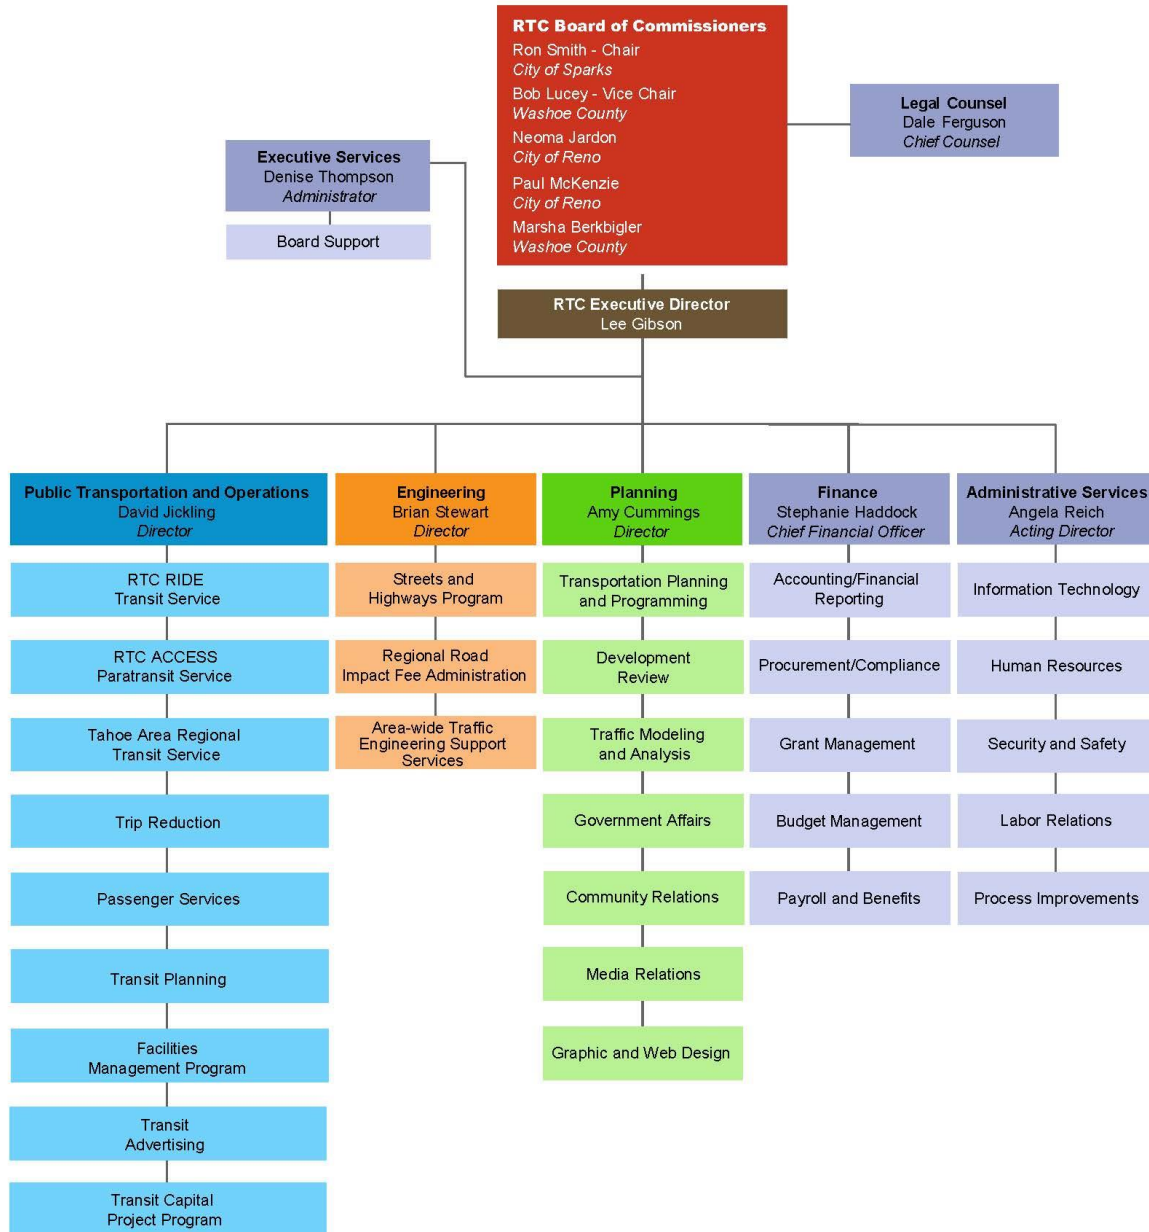 RTC Board of Commissioners
Ron Smith - Chair
City of Sparks
Bob Lucey - Vice Chair
Washoe County
Neoma Jardon
City of Reno
Paul McKenzie
City of Reno
Marsha Berkbigler
Washoe County
Legal Counsel
Dale Ferguson
Chief Counsel
Executive Services
Denise Thompson
Administrator
Board Support
RTC Executive Director
Lee Gibson
Public Transportation and Operations
David Jickling
Director
RTC RIDE
Transit Service
RTC ACCESS
Paratransit Service
Tahoe Area Regional
Transit Service
Trip Reduction
Passenger Services
Transit Planning
Facilities
Management Program
Transit
Advertising
Transit Capital
Project Program
Engineering
Brian Stewart
Director
Streets and
Highways Program
Regional Road
Impact Fee Administration
Area-wide Traffic
Engineering Support
Services
Planning
Amy Cummings
Director
Transportation Planning
and Programming
Development
Review
Traffic Modeling
and Analysis
Government Affairs
Community Relations
Media Relations
Graphic and Web Design
Finance
Stephanie Haddock
Chief Financial Officer
Accounting/Financial
Reporting
Procurement/Compliance
Grant Management
Budget Management
Payroll and Benefits
Administrative Services
Angela Reich
Acting Director
Information Technology
Human Resources
Security and Safety
Labor Relations
Process Improvements